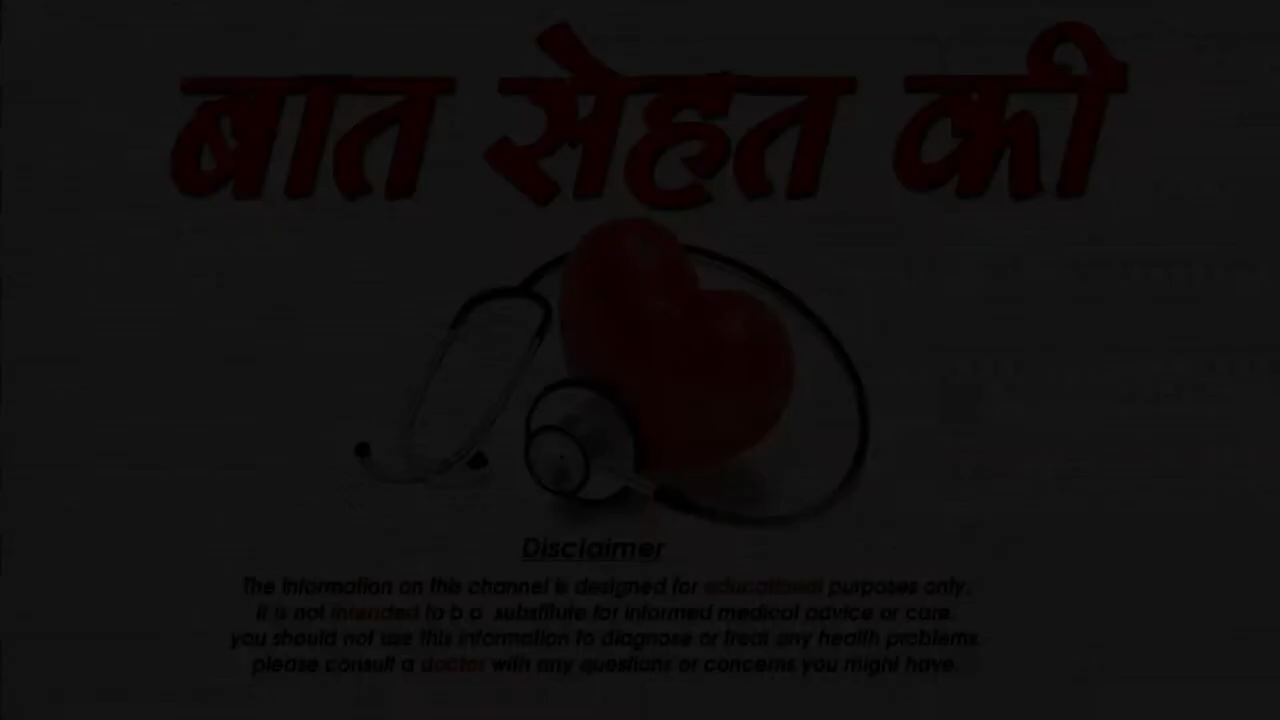 बात सेहत की
Disclaimer
The information on this channel is designed for educational purposes only.
it is not intended to b a substitute for informed medical advice or care.
you should not use this information to diagnose or treat any health problems.
please consult a doctor with any questions or concerns you might have.